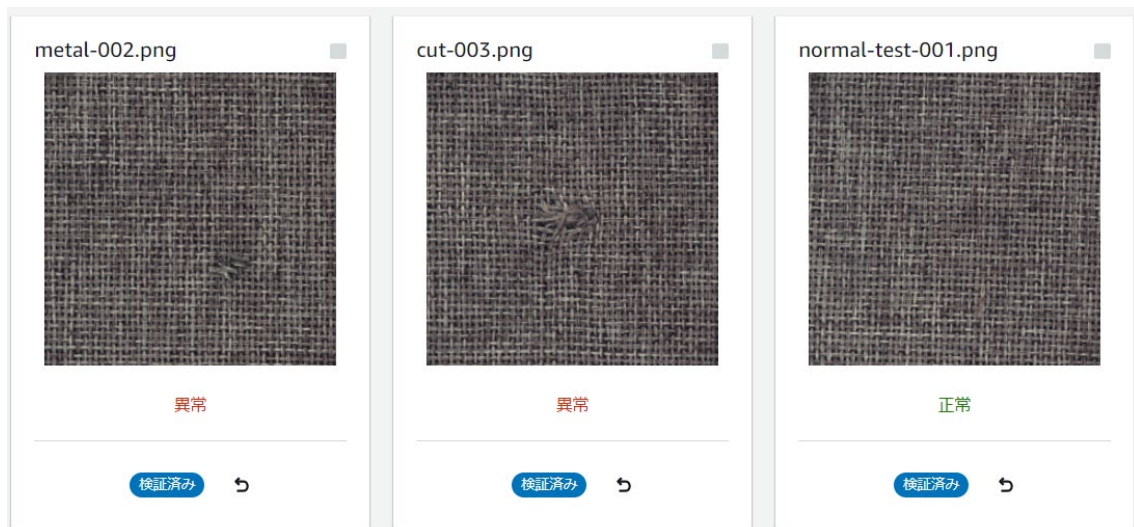 metal-002.png
cut-003.png
normal-test-001.png
異常
異常
正常
検証済み
検証済み
検証済み